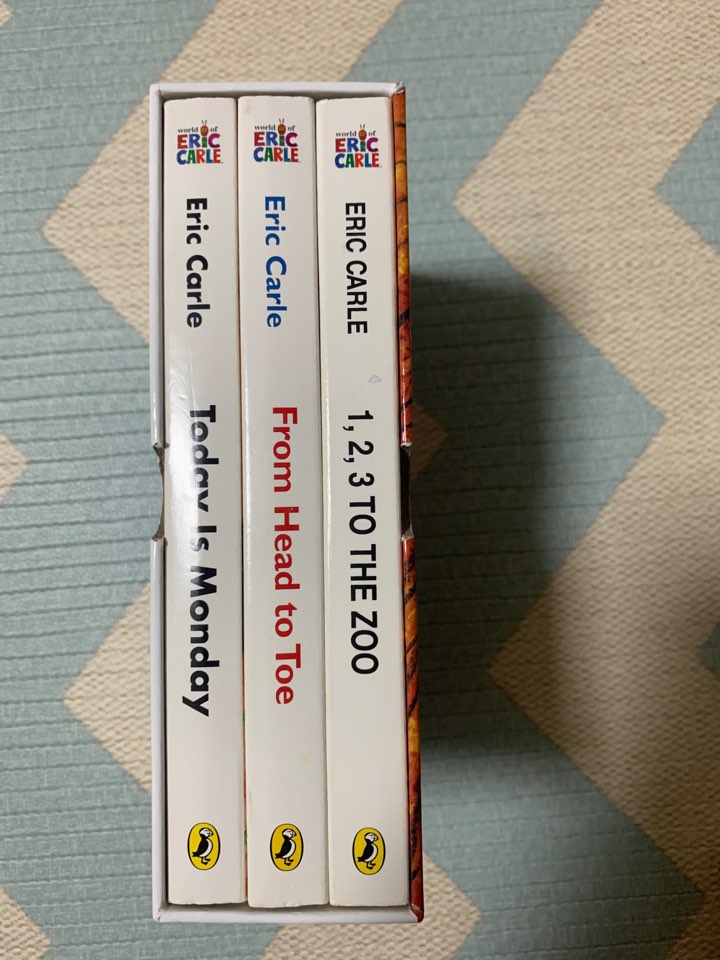 world of
ERIC
CARLE
Eric Carle
Today Is Monday
world of
ERIC
CARLE
Eric Carle
From Head to Toe
world of
ERIC
CARLE
ERIC CARLE
1, 2, 3 TO THE ZOO